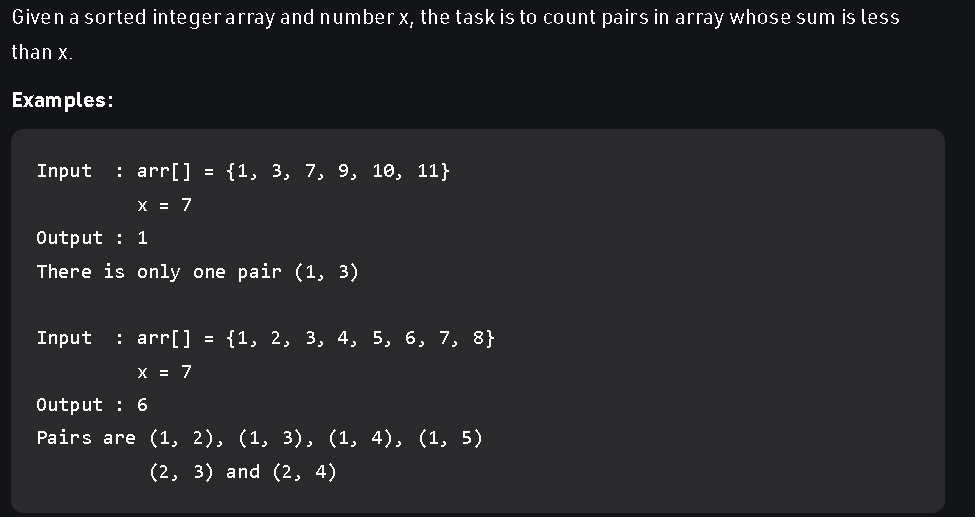 Given a sorted integer array and number x, the task is to count pairs in array whose sum is less
than x.
Examples:
Input  : arr[] = {1, 3, 7, 9, 10, 11}
         x = 7
Output : 1
There is only one pair (1, 3)
Input  : arr[] = {1, 2, 3, 4, 5, 6, 7, 8}
         x = 7
Output : 6
Pairs are (1, 2), (1, 3), (1, 4), (1, 5)
          (2, 3) and (2, 4)